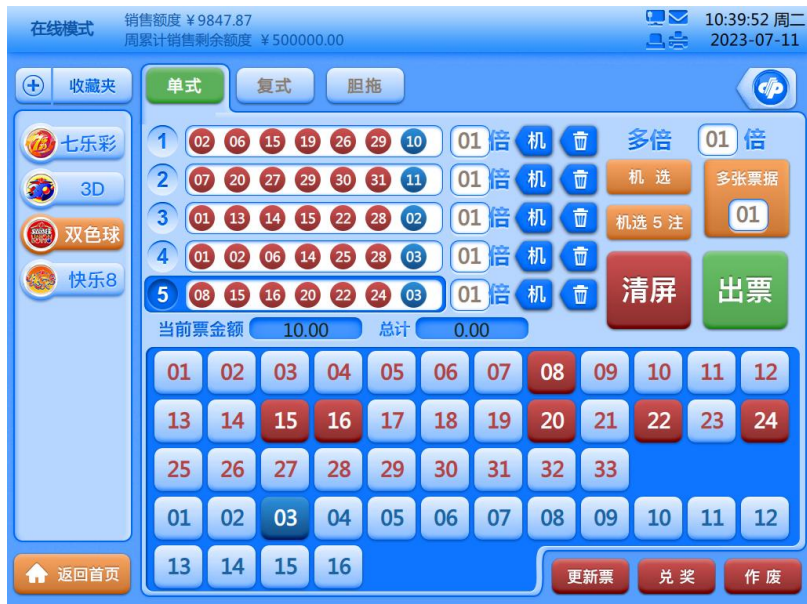 在线模式
销售额度 ¥9847.87
周累计销售剩余额度 ¥500000.00
10:39:52 周二
2023-07-11
收藏夹
单式 复式 胆拖
七乐彩
3D
双色球
快乐8
1 02 06 15 19 26 29 10 01 倍 机
2 07 20 27 29 30 31 11 01 倍 机
3 01 13 14 15 22 28 02 01 倍 机
4 01 02 06 14 25 28 03 01 倍 机
5 08 15 16 20 22 24 03 01 倍 机
多倍 01 倍
机 选
多张票据
01
机选 5 注
清屏
出票
当前票金额 10.00 总计 0.00
01 02 03 04 05 06 07 08 09 10 11 12
13 14 15 16 17 18 19 20 21 22 23 24
25 26 27 28 29 30 31 32 33
01 02 03 04 05 06 07 08 09 10 11 12
13 14 15 16
返回首页
更新票 兑奖 作废